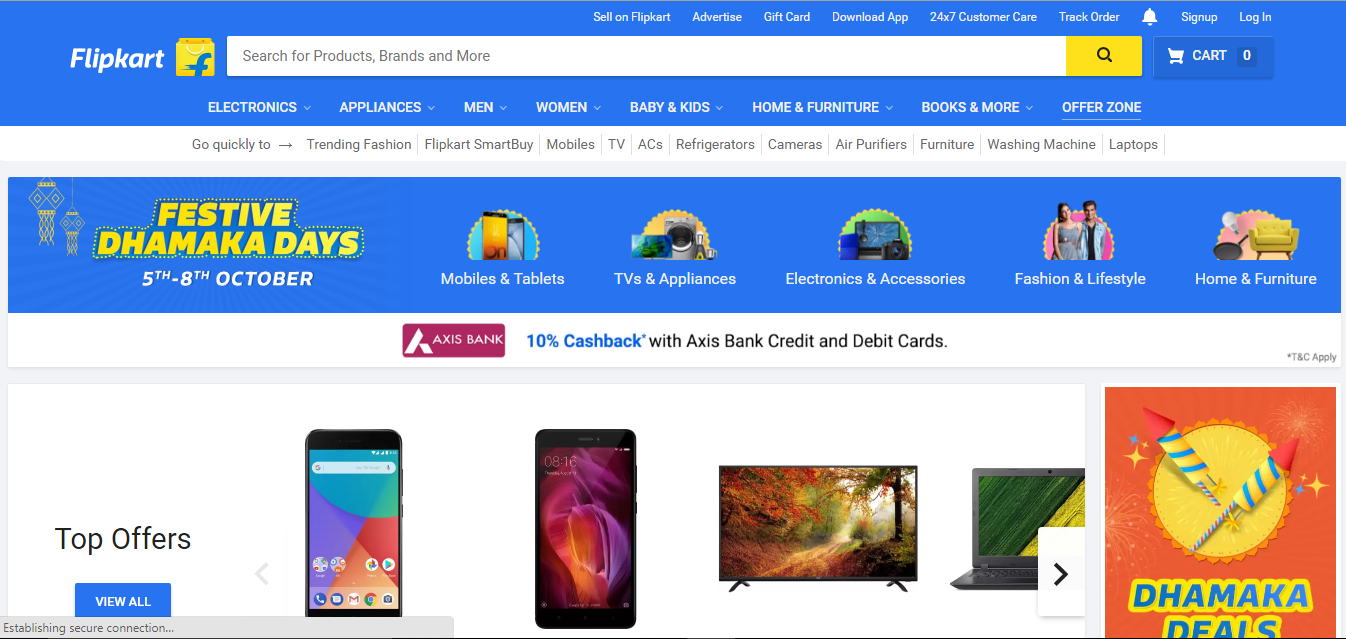 Sell on Flipkart Advertise Gift Card Download App 24x7 Customer Care Track Order Signup Log In
Flipkart Search for Products, Brands and More CART 0
ELECTRONICS APPLIANCES MEN WOMEN BABY & KIDS HOME & FURNITURE BOOKS & MORE OFFER ZONE
Go quickly to → Trending Fashion Flipkart SmartBuy Mobiles TV ACs Refrigerators Cameras Air Purifiers Furniture Washing Machine Laptops
FESTIVE
DHAMAKA DAYS
5TH-8TH OCTOBER
Mobiles & Tablets TVs & Appliances Electronics & Accessories Fashion & Lifestyle Home & Furniture
AXIS BANK 10% Cashback* with Axis Bank Credit and Debit Cards.
*T&C Apply
08:16
Top Offers
VIEW ALL
DHAMAKA
DEALS
Establishing secure connection...